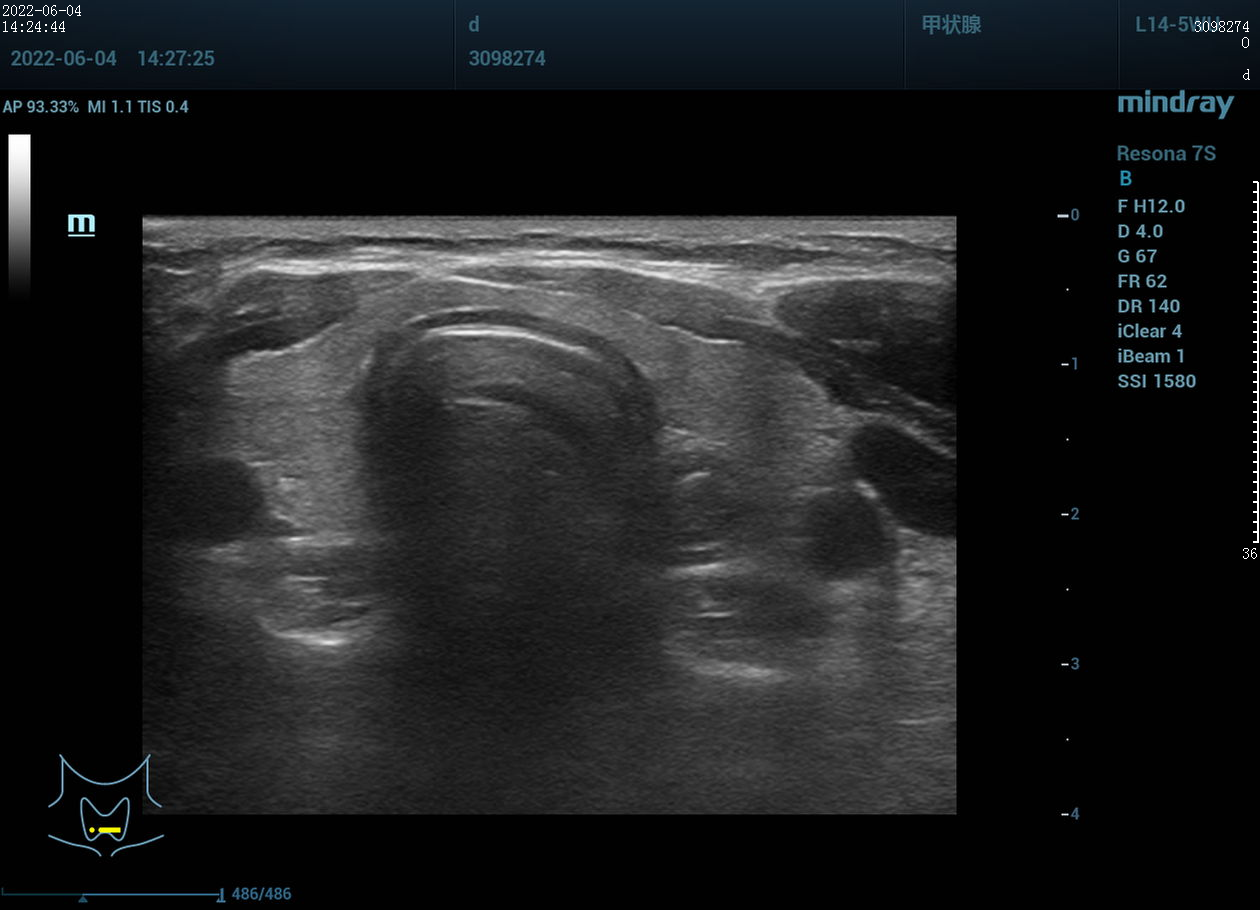 2022-06-04
14:24:44
2022-06-04 14:27:25
d
3098274
甲状腺
3098274
0
d
AP 93.33% MI 1.1 TIS 0.4
mindray
Resona 7S
B
F H12.0
D 4.0
G 67
FR 62
DR 140
iClear 4
iBeam 1
SSI 1580
m
0
1
2
3
4
36
1 486/486